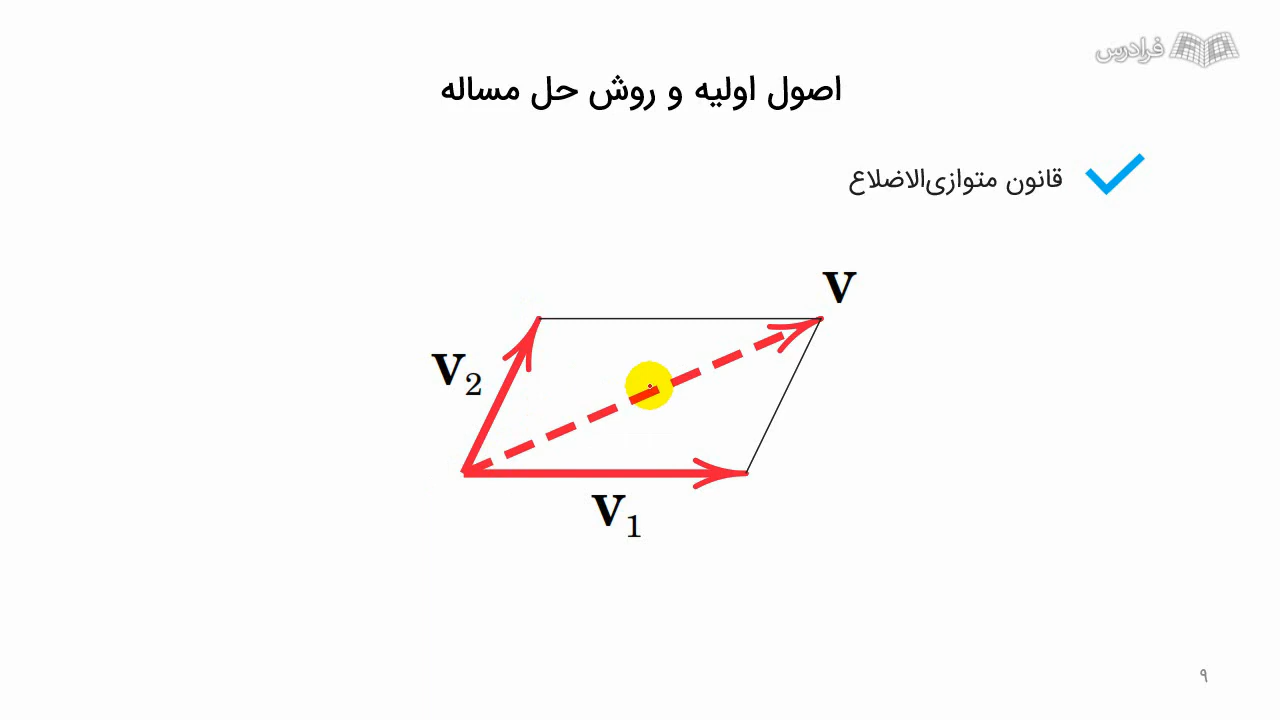 فرادرس
اصول اولیه و روش حل مساله
قانون متوازی‌الاضلاع
V
V2
V1
۹